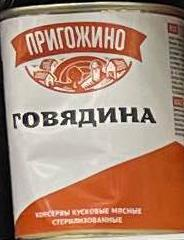 ПРИГОЖИНО
ГОВЯДИНА
КОНСЕРВЫ КУСКОВЫЕ МЯСНЫЕ
СТЕРИЛИЗОВАННЫЕ